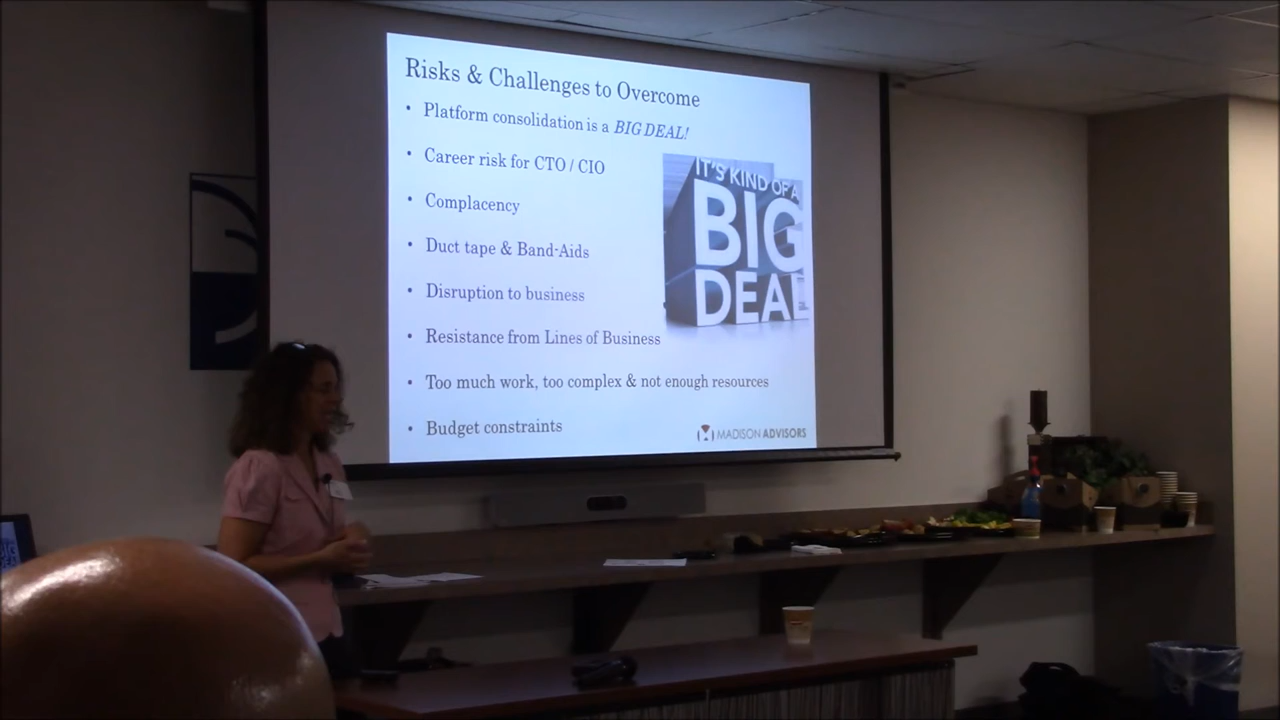 Risks & Challenges to Overcome
• Platform consolidation is a BIG DEAL!
• Career risk for CTO / CIO
• Complacency
• Duct tape & Band-Aids
• Disruption to business
• Resistance from Lines of Business
• Too much work, too complex & not enough resources
• Budget constraints
IT'S KIND OF A
BIG
DEAL
MADISON ADVISORS